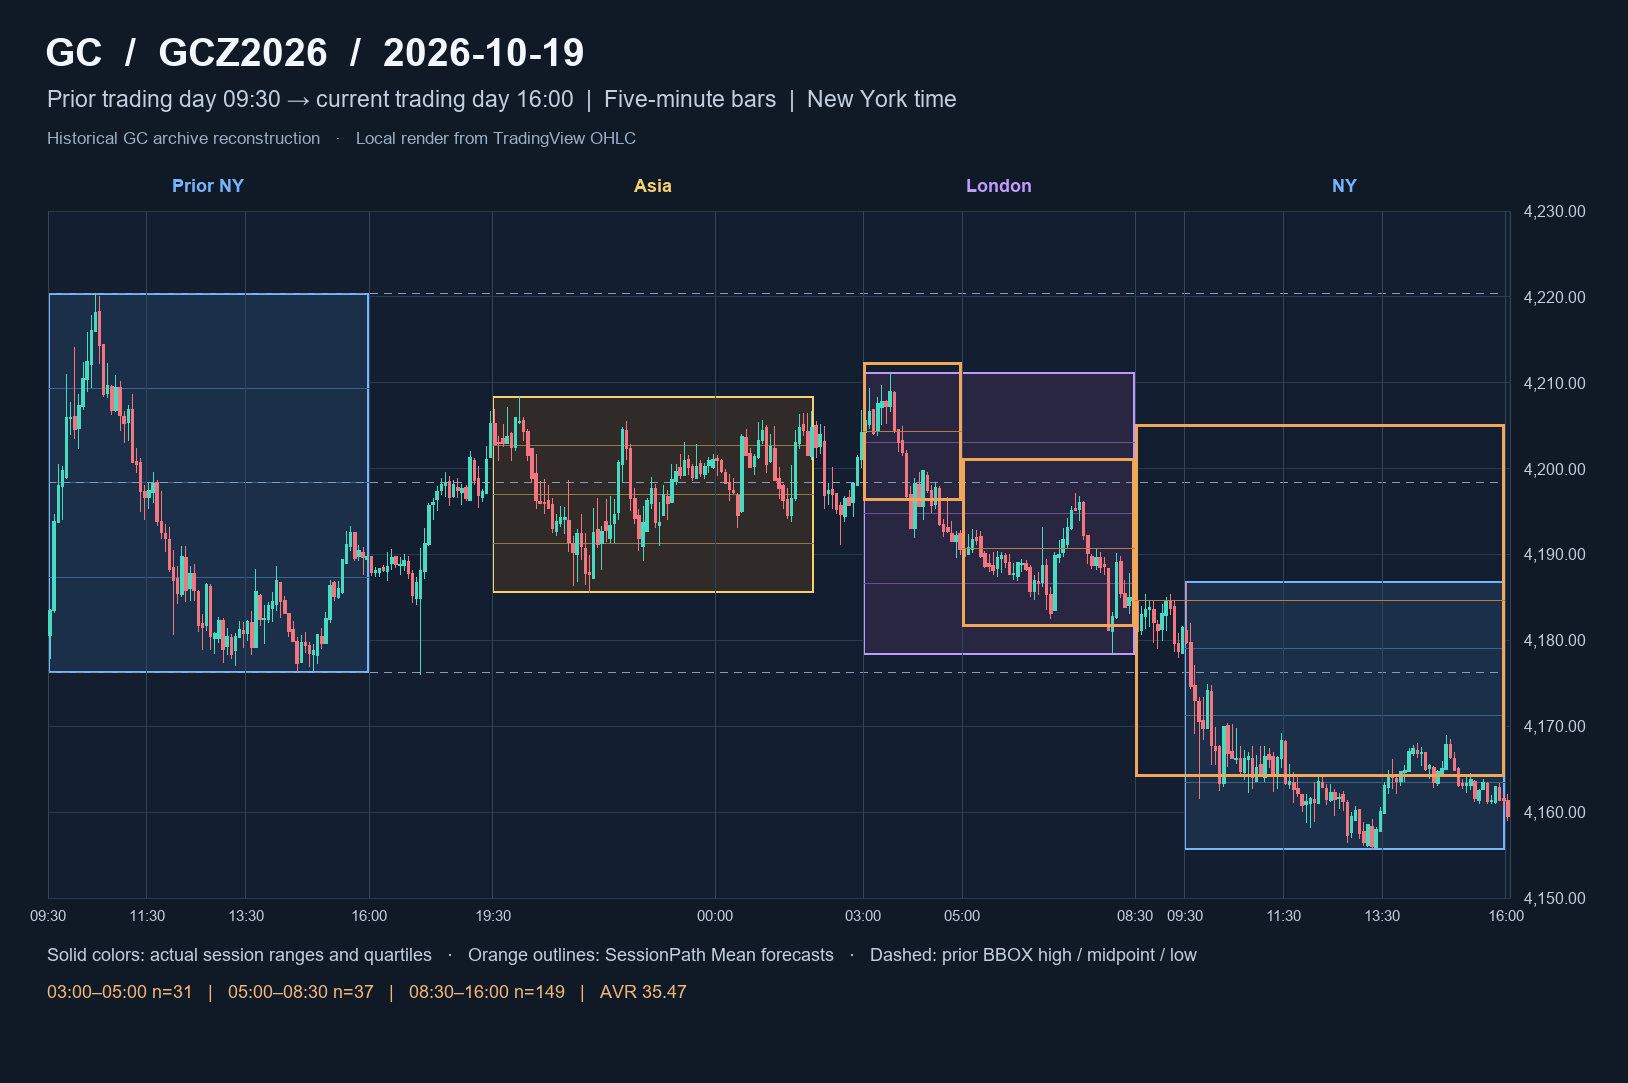 GC / GCZ2026 / 2026-10-19
Prior trading day 09:30 → current trading day 16:00 | Five-minute bars | New York time
Historical GC archive reconstruction · Local render from TradingView OHLC
Prior NY Asia London NY
4,230.00
4,220.00
4,210.00
4,200.00
4,190.00
4,180.00
4,170.00
4,160.00
4,150.00
09:30 11:30 13:30 16:00 19:30 00:00 03:00 05:00 08:30 09:30 11:30 13:30 16:00
Solid colors: actual session ranges and quartiles · Orange outlines: SessionPath Mean forecasts · Dashed: prior BBOX high / midpoint / low
03:00–05:00 n=31 | 05:00–08:30 n=37 | 08:30–16:00 n=149 | AVR 35.47